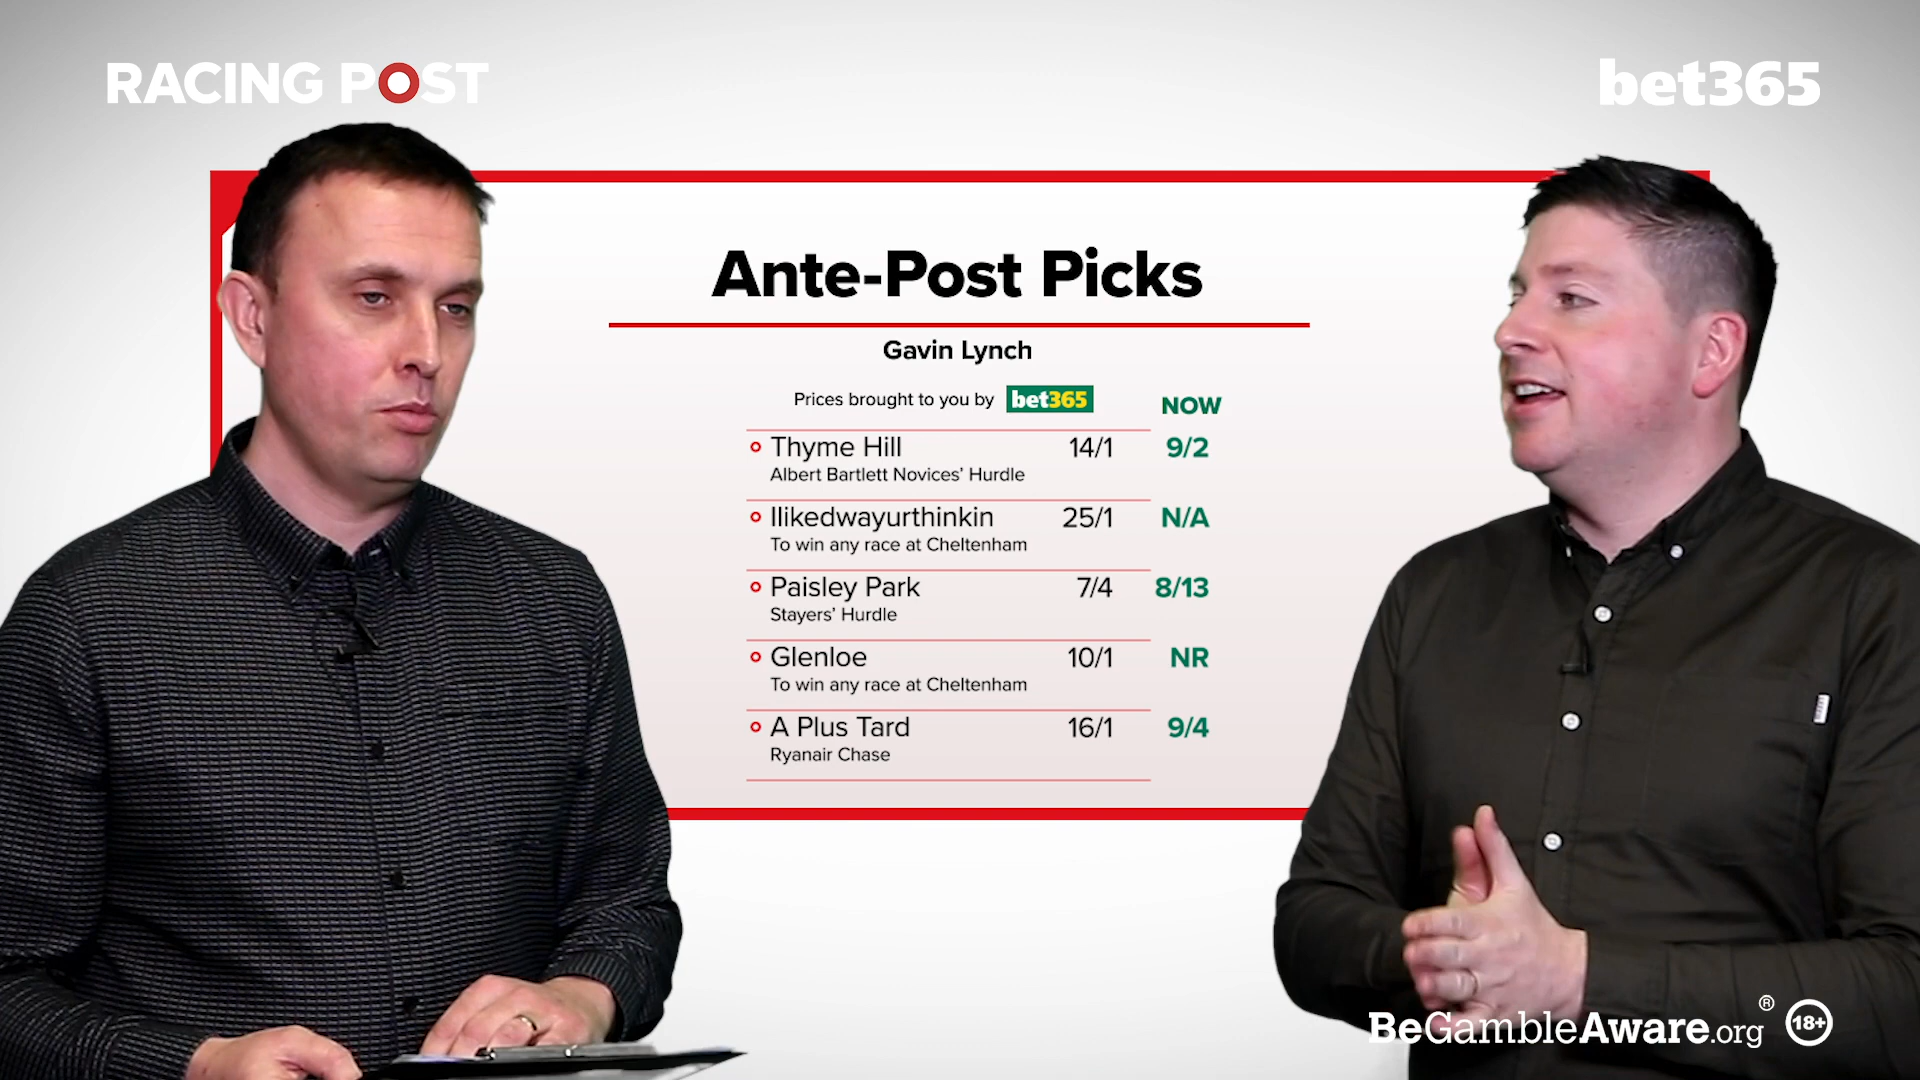 RACING POST
bet365
Ante-Post Picks
Gavin Lynch
Prices brought to you by bet365 NOW
Thyme Hill 14/1 9/2
Albert Bartlett Novices' Hurdle
Ilikedwayurthinkin 25/1 N/A
To win any race at Cheltenham
Paisley Park 7/4 8/13
Stayers' Hurdle
Glenloe 10/1 NR
To win any race at Cheltenham
A Plus Tard 16/1 9/4
Ryanair Chase
BeGambleAware.org® 18+